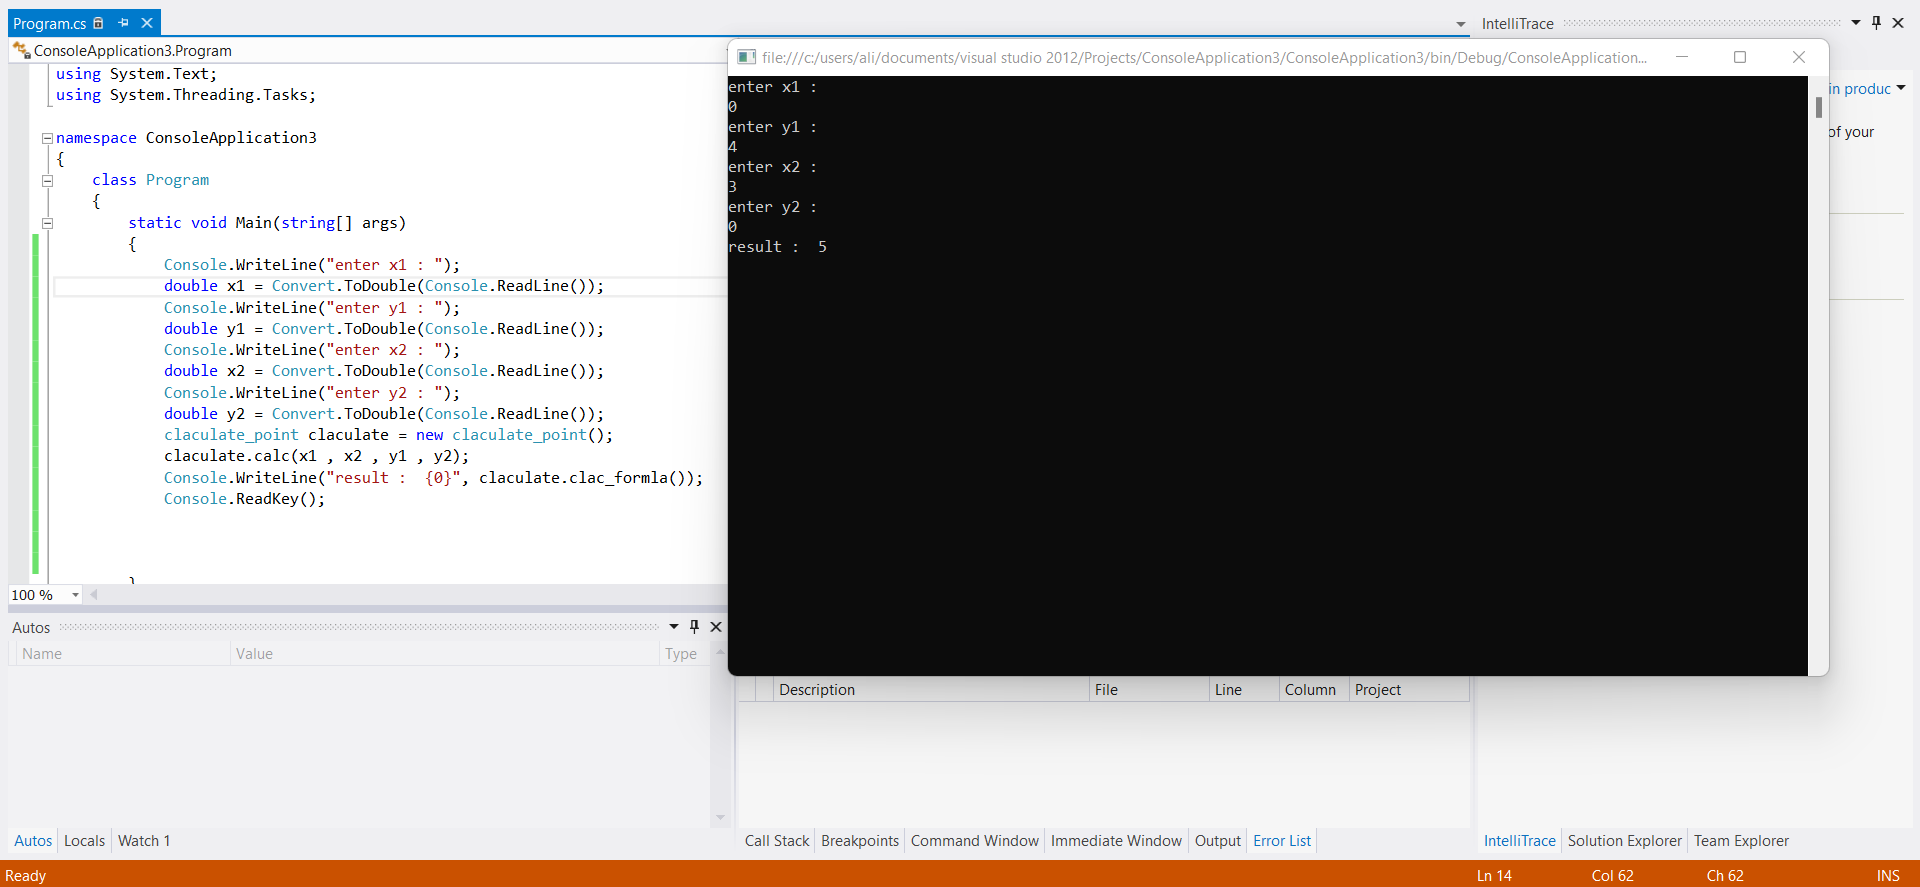 Program.cs
IntelliTrace
ConsoleApplication3.Program
using System.Text;
using System.Threading.Tasks;
namespace ConsoleApplication3
{
class Program
{
static void Main(string[] args)
{
Console.WriteLine("enter x1 : ");
double x1 = Convert.ToDouble(Console.ReadLine());
Console.WriteLine("enter y1 : ");
double y1 = Convert.ToDouble(Console.ReadLine());
Console.WriteLine("enter x2 : ");
double x2 = Convert.ToDouble(Console.ReadLine());
Console.WriteLine("enter y2 : ");
double y2 = Convert.ToDouble(Console.ReadLine());
claculate_point claculate = new claculate_point();
claculate.calc(x1 , x2 , y1 , y2);
Console.WriteLine("result :  {0}", claculate.clac_formla());
Console.ReadKey();
}
100 %
file:///c:/users/ali/documents/visual studio 2012/Projects/ConsoleApplication3/ConsoleApplication3/bin/Debug/ConsoleApplication...
enter x1 :
0
enter y1 :
4
enter x2 :
3
enter y2 :
0
result :  5
in produc
of your
Autos
Name Value Type
Description File Line Column Project
Autos Locals Watch 1
Call Stack Breakpoints Command Window Immediate Window Output Error List
IntelliTrace Solution Explorer Team Explorer
Ready Ln 14 Col 62 Ch 62 INS